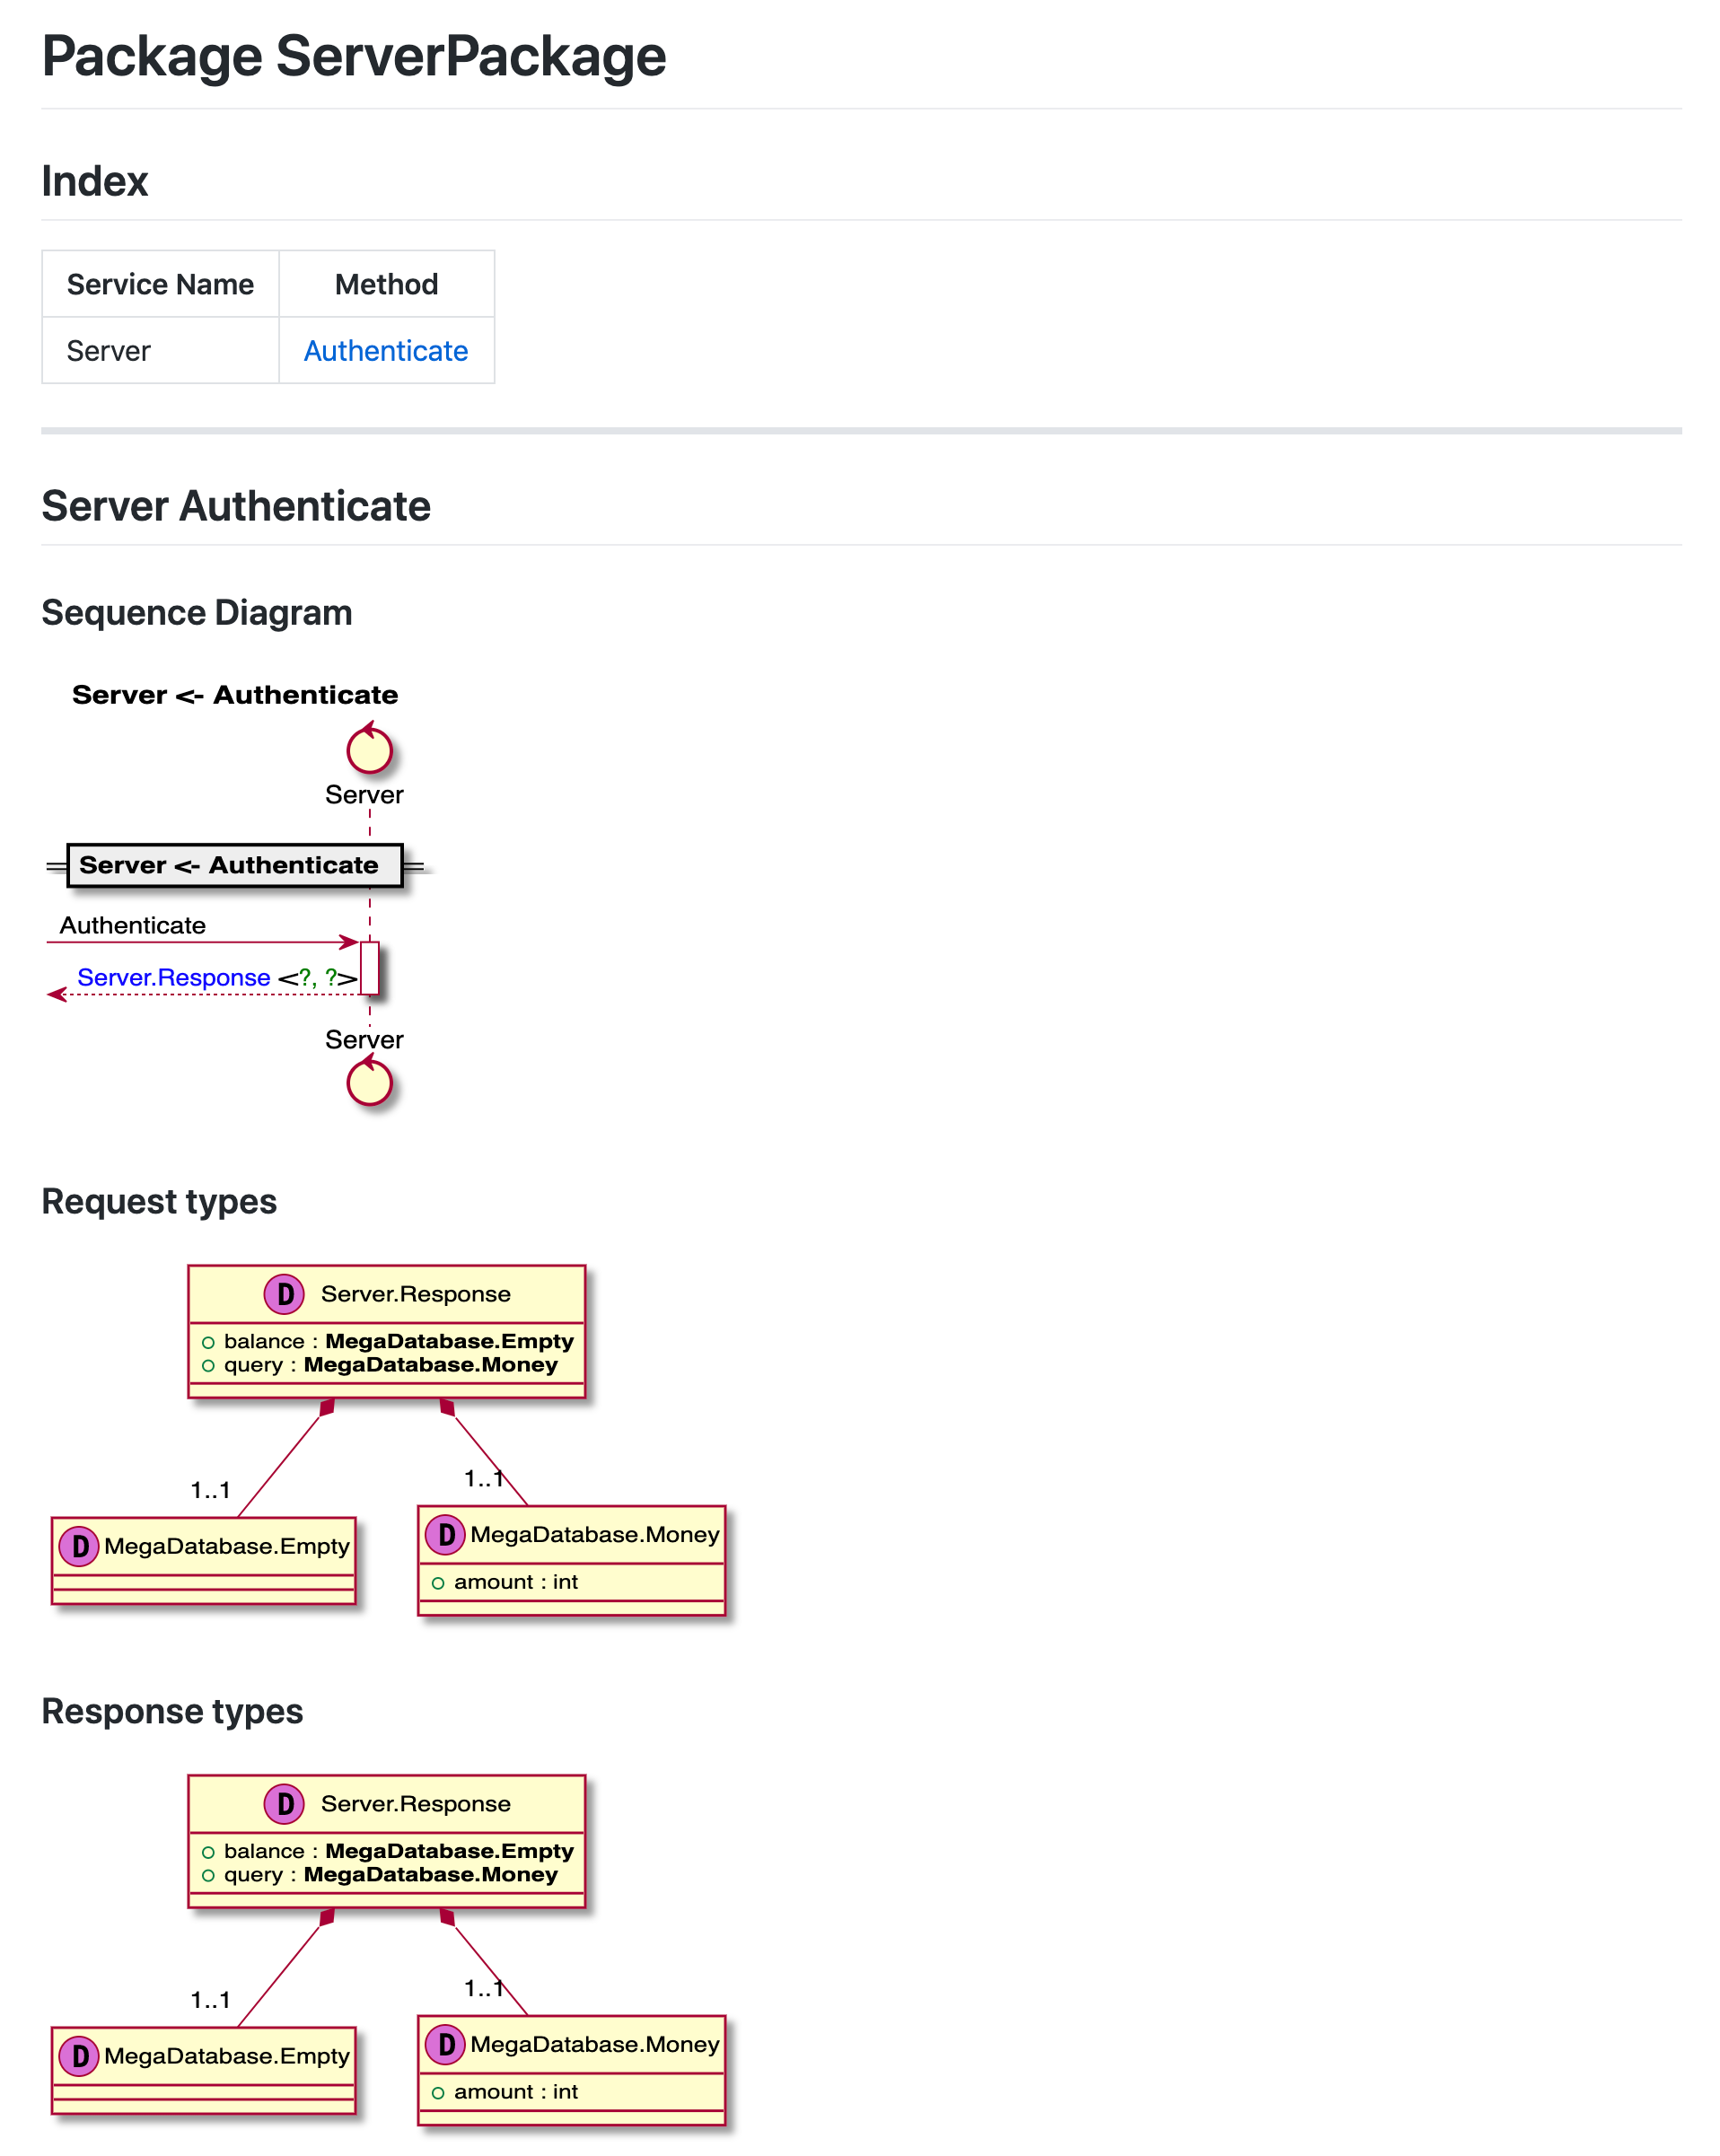 Package ServerPackage
Index
Service Name Method
Server Authenticate
Server Authenticate
Sequence Diagram
Server <- Authenticate
Server
Server <- Authenticate
Authenticate
Server.Response <?, ?>
Server
Request types
D Server.Response
balance : MegaDatabase.Empty
query : MegaDatabase.Money
1..1
1..1
D MegaDatabase.Empty
D MegaDatabase.Money
amount : int
Response types
D Server.Response
balance : MegaDatabase.Empty
query : MegaDatabase.Money
1..1
1..1
D MegaDatabase.Empty
D MegaDatabase.Money
amount : int